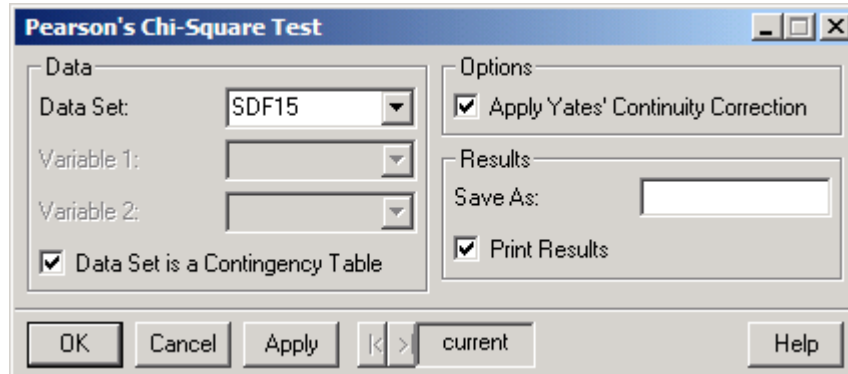 Pearson's Chi-Square Test
Data
Data Set: SDF15
Variable 1:
Variable 2:
Data Set is a Contingency Table
Options
Apply Yates' Continuity Correction
Results
Save As:
Print Results
OK Cancel Apply current Help